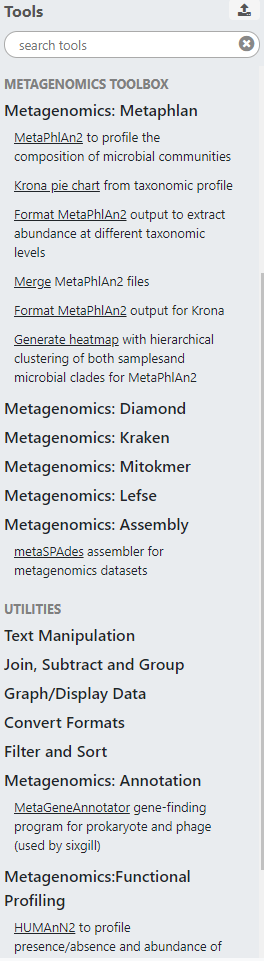 Tools
search tools
METAGENOMICS TOOLBOX
Metagenomics: Metaphlan
MetaPhlAn2 to profile the
composition of microbial communities
Krona pie chart from taxonomic profile
Format MetaPhlAn2 output to extract
abundance at different taxonomic
levels
Merge MetaPhlAn2 files
Format MetaPhlAn2 output for Krona
Generate heatmap with hierarchical
clustering of both samplesand
microbial clades for MetaPhlAn2
Metagenomics: Diamond
Metagenomics: Kraken
Metagenomics: Mitokmer
Metagenomics: Lefse
Metagenomics: Assembly
metaSPAdes assembler for
metagenomics datasets
UTILITIES
Text Manipulation
Join, Subtract and Group
Graph/Display Data
Convert Formats
Filter and Sort
Metagenomics: Annotation
MetaGeneAnnotator gene-finding
program for prokaryote and phage
(used by sixgill)
Metagenomics:Functional
Profiling
HUMAnN2 to profile
presence/absence and abundance of